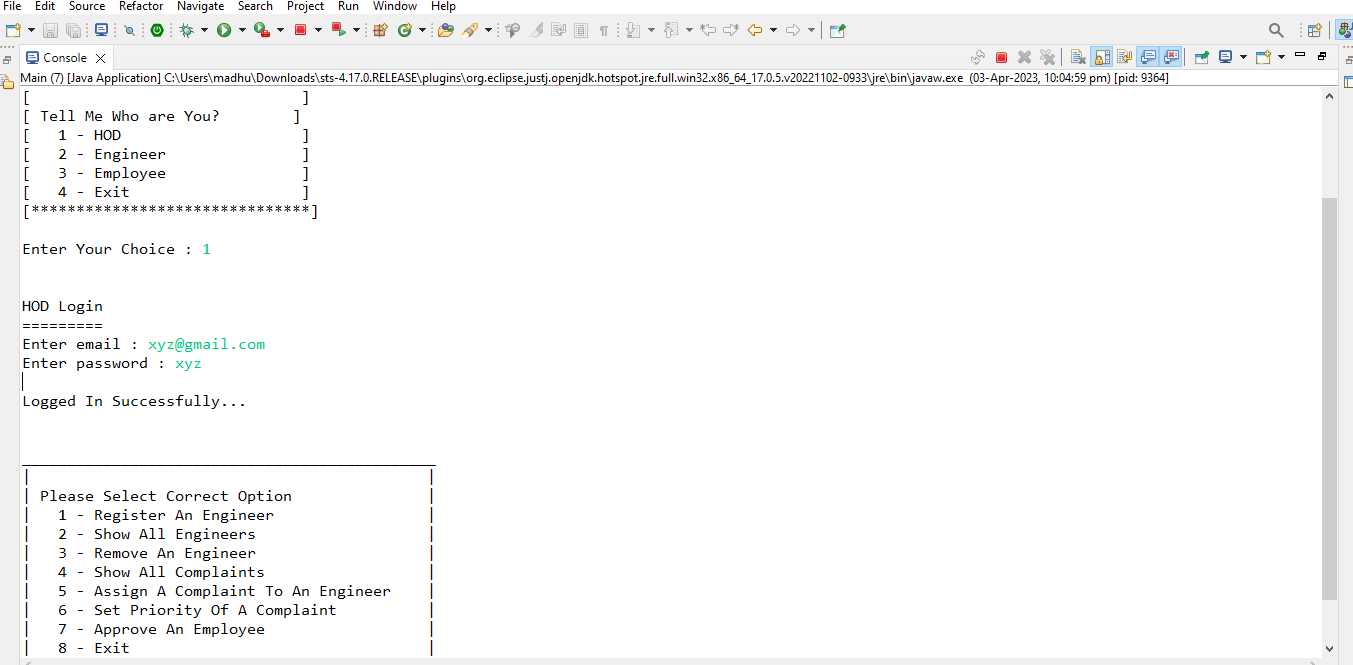 File Edit Source Refactor Navigate Search Project Run Window Help
Console
Main (7) [Java Application] C:\Users\madhu\Downloads\sts-4.17.0.RELEASE\plugins\org.eclipse.justj.openjdk.hotspot.jre.full.win32.x86_64_17.0.5.v20221102-0933\jre\bin\javaw.exe (03-Apr-2023, 10:04:59 pm) [pid: 9364]
[                               ]
[ Tell Me Who are You?        ]
[   1 - HOD                    ]
[   2 - Engineer               ]
[   3 - Employee               ]
[   4 - Exit                   ]
[*******************************]
Enter Your Choice : 1
HOD Login
=========
Enter email : xyz@gmail.com
Enter password : xyz
Logged In Successfully...
______________________________________________
|                                             |
| Please Select Correct Option                |
|   1 - Register An Engineer                  |
|   2 - Show All Engineers                    |
|   3 - Remove An Engineer                    |
|   4 - Show All Complaints                   |
|   5 - Assign A Complaint To An Engineer     |
|   6 - Set Priority Of A Complaint           |
|   7 - Approve An Employee                   |
|   8 - Exit                                  |